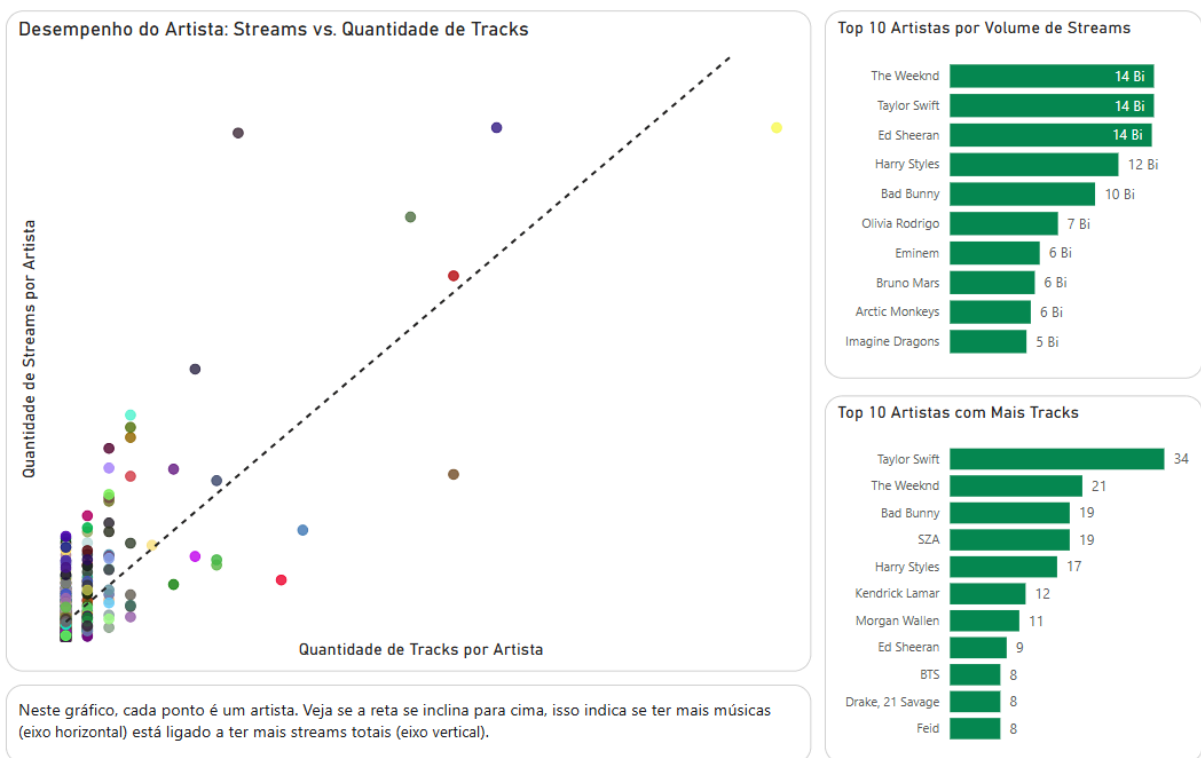 Desempenho do Artista: Streams vs. Quantidade de Tracks
Quantidade de Streams por Artista
Quantidade de Tracks por Artista
Neste gráfico, cada ponto é um artista. Veja se a reta se inclina para cima, isso indica se ter mais músicas
(eixo horizontal) está ligado a ter mais streams totais (eixo vertical).
Top 10 Artistas por Volume de Streams
The Weeknd 14 Bi
Taylor Swift 14 Bi
Ed Sheeran 14 Bi
Harry Styles 12 Bi
Bad Bunny 10 Bi
Olivia Rodrigo 7 Bi
Eminem 6 Bi
Bruno Mars 6 Bi
Arctic Monkeys 6 Bi
Imagine Dragons 5 Bi
Top 10 Artistas com Mais Tracks
Taylor Swift 34
The Weeknd 21
Bad Bunny 19
SZA 19
Harry Styles 17
Kendrick Lamar 12
Morgan Wallen 11
Ed Sheeran 9
BTS 8
Drake, 21 Savage 8
Feid 8